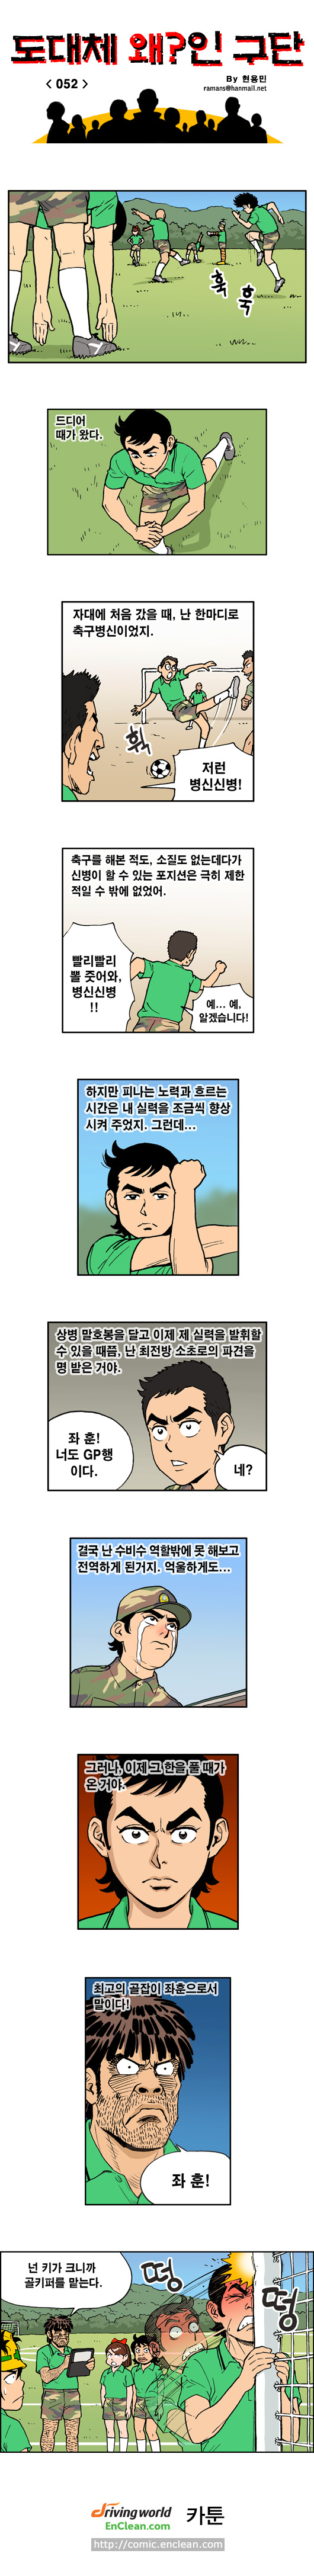 도대체 왜?인 구단
< 052 >
By 현용민
ramans@hanmail.net
훅
훅
드디어
때가 왔다.
자대에 처음 갔을 때, 난 한마디로
축구병신이었지.
휙
저런
병신신병!
축구를 해본 적도, 소질도 없는데다가
신병이 할 수 있는 포지션은 극히 제한
적일 수 밖에 없었어.
빨리빨리
뽈 줏어와,
병신신병
!!
예... 예,
알겠습니다!
하지만 피나는 노력과 흐르는
시간은 내 실력을 조금씩 향상
시켜 주었지. 그런데...
상병 말호봉을 달고 이제 제 실력을 발휘할
수 있을 때쯤, 난 최전방 소초로의 파견을
명 받은 거야.
좌 훈!
너도 GP행
이다.
네?
결국 난 수비수 역할밖에 못 해보고
전역하게 된거지. 억울하게도...
그러나, 이제 그 한을 풀 때가
온 거야.
최고의 골잡이 좌훈으로서
말이다!
좌 훈!
넌 키가 크니까
골키퍼를 맡는다.
떵
떵
driving world
EnClean.com
카툰
http://comic.enclean.com